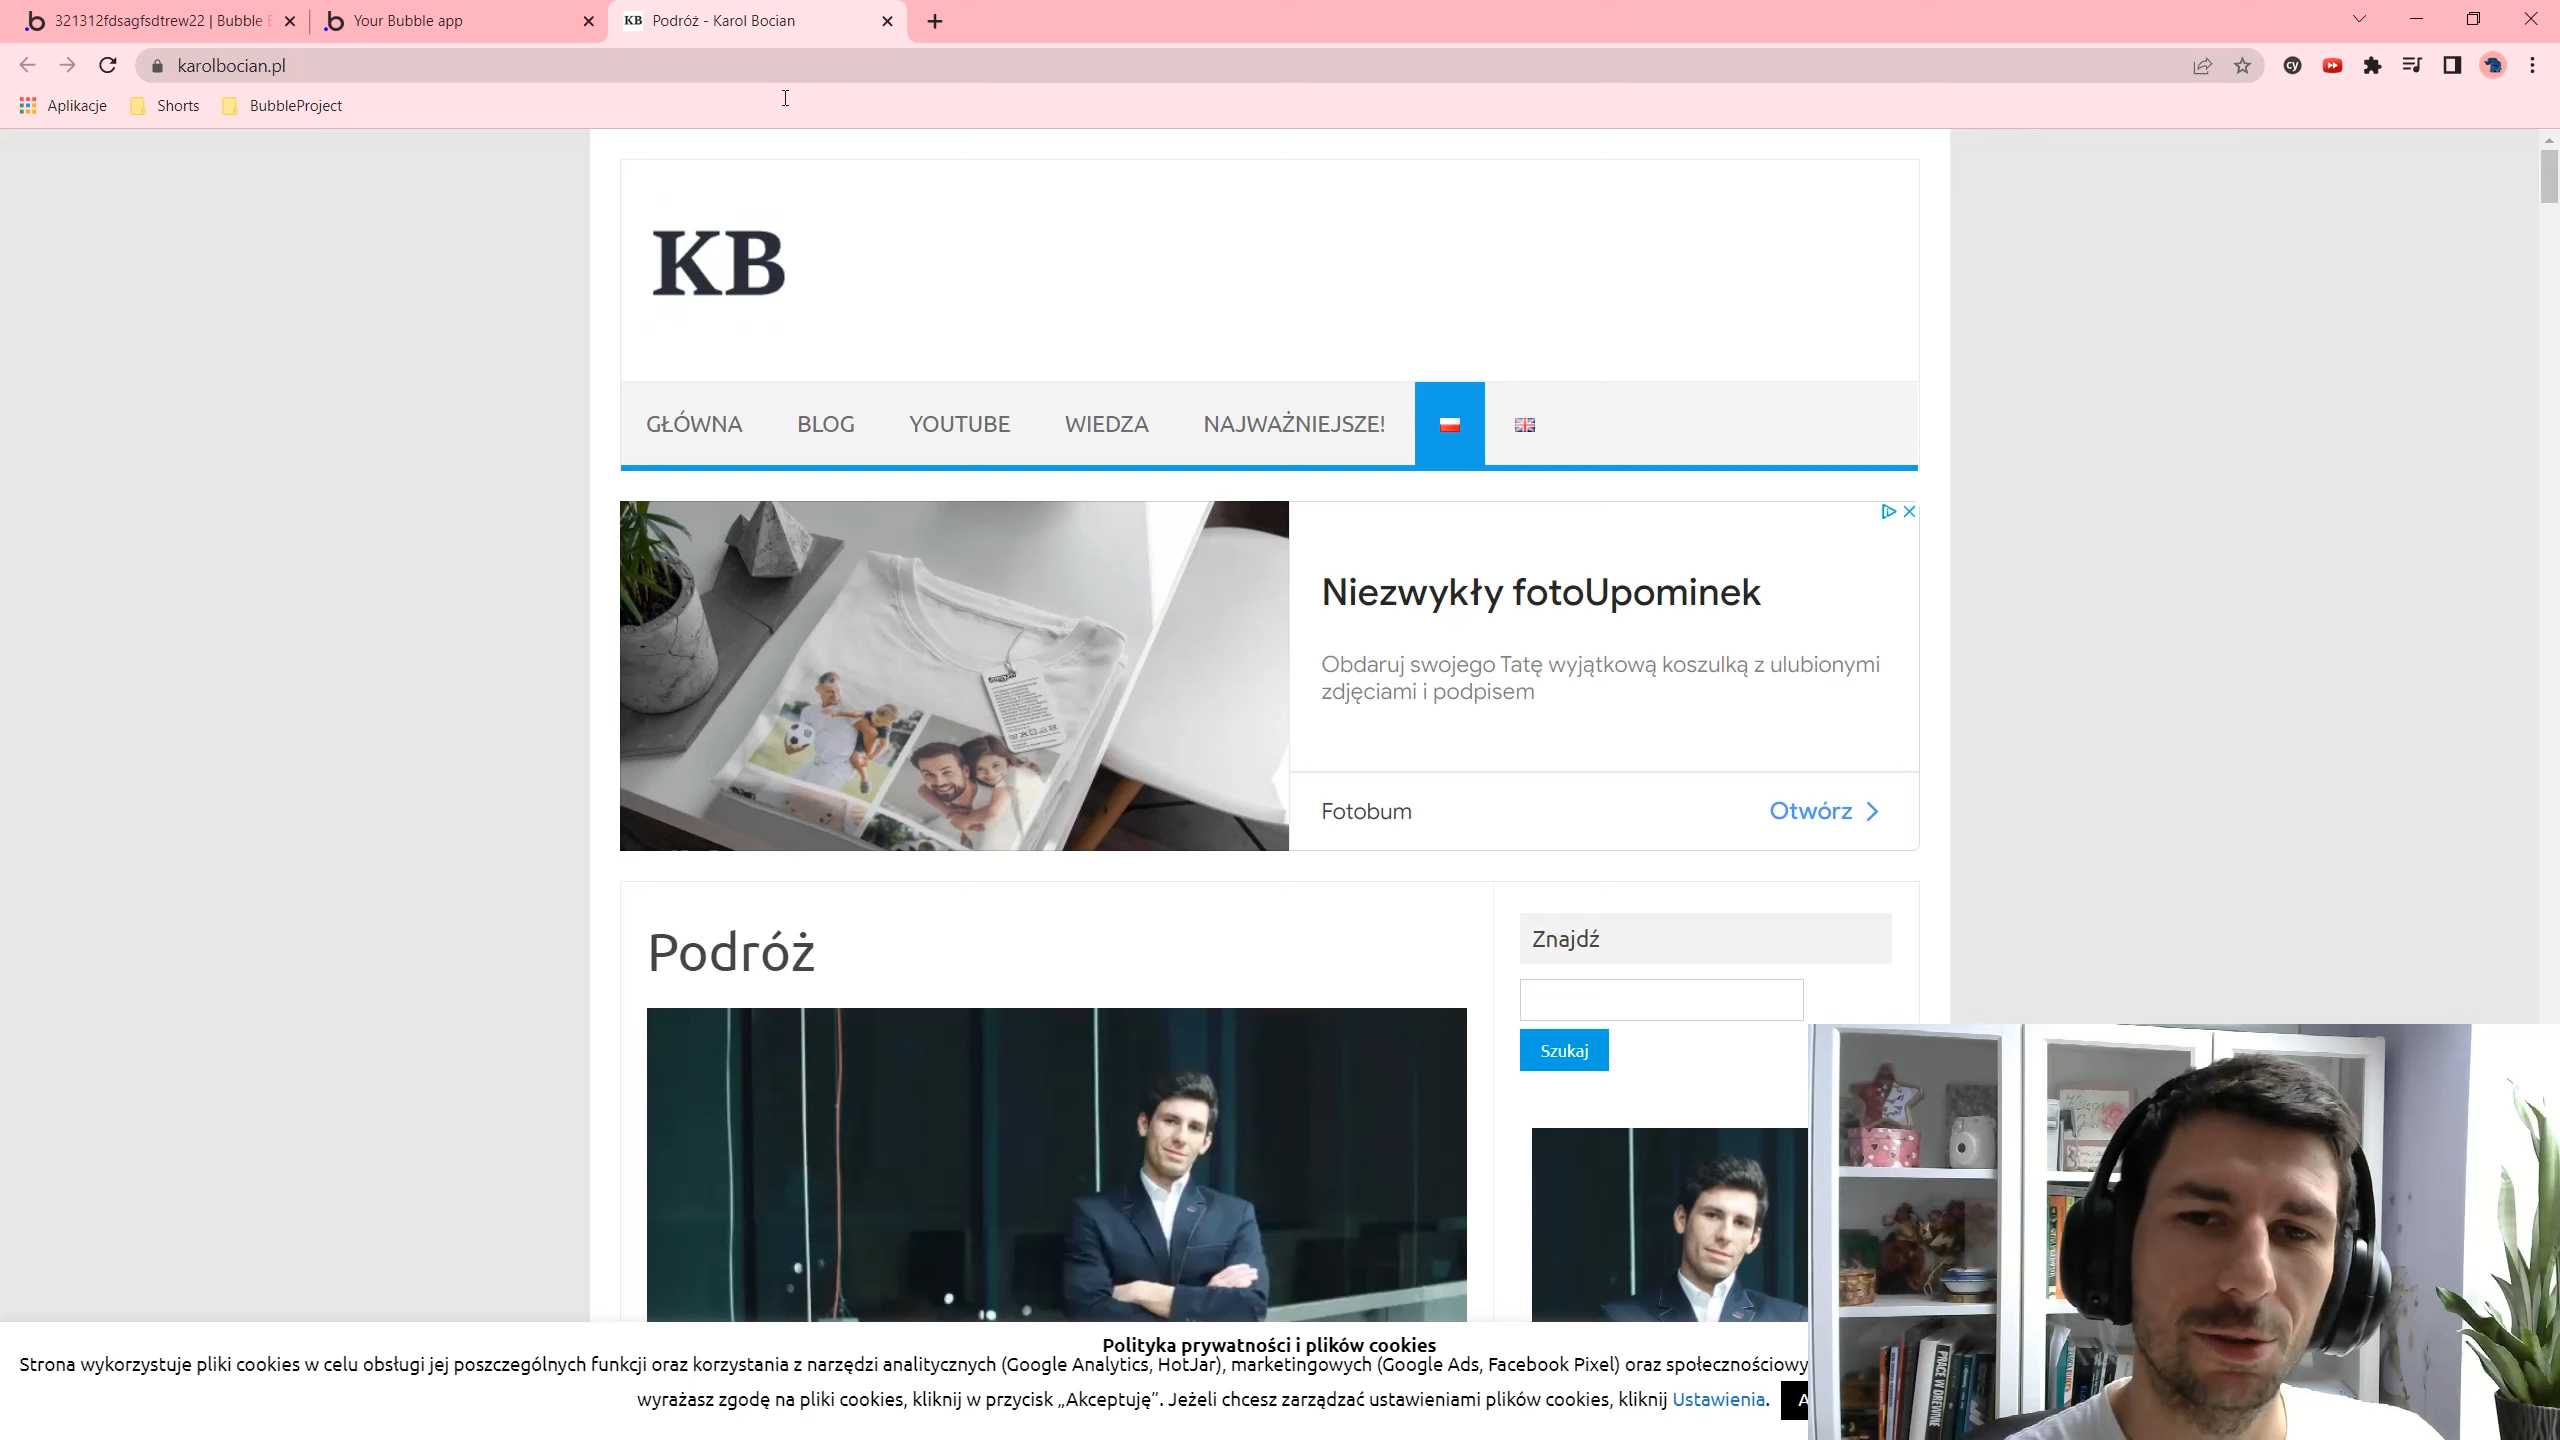 321312fdsagfsdtrew22 | Bubble E
Your Bubble app
KB Podróż - Karol Bocian
karolbocian.pl
cy
Aplikacje
Shorts
BubbleProject
KB
GŁÓWNA
BLOG
YOUTUBE
WIEDZA
NAJWAŻNIEJSZE!
Niezwykły fotoUpominek
Obdaruj swojego Tatę wyjątkową koszulką z ulubionymi
zdjęciami i podpisem
Fotobum
Otwórz
Podróż
Znajdź
Szukaj
PRACE W DREWNIE
Polityka prywatności i plików cookies
Strona wykorzystuje pliki cookies w celu obsługi jej poszczególnych funkcji oraz korzystania z narzędzi analitycznych (Google Analytics, HotJar), marketingowych (Google Ads, Facebook Pixel) oraz społecznościowy
wyrażasz zgodę na pliki cookies, kliknij w przycisk „Akceptuję”. Jeżeli chcesz zarządzać ustawieniami plików cookies, kliknij Ustawienia. A